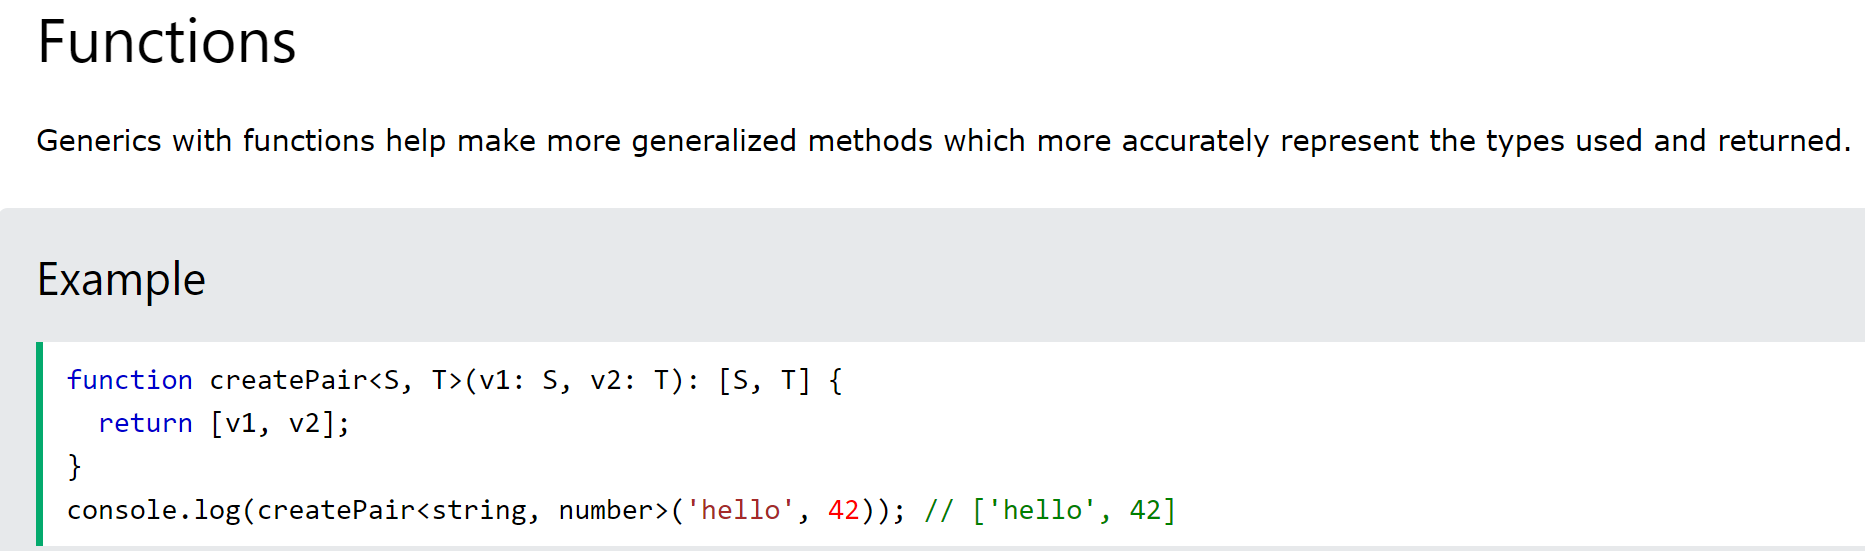 Functions
Generics with functions help make more generalized methods which more accurately represent the types used and returned.
Example
function createPair<S, T>(v1: S, v2: T): [S, T] {
  return [v1, v2];
}
console.log(createPair<string, number>('hello', 42)); // ['hello', 42]